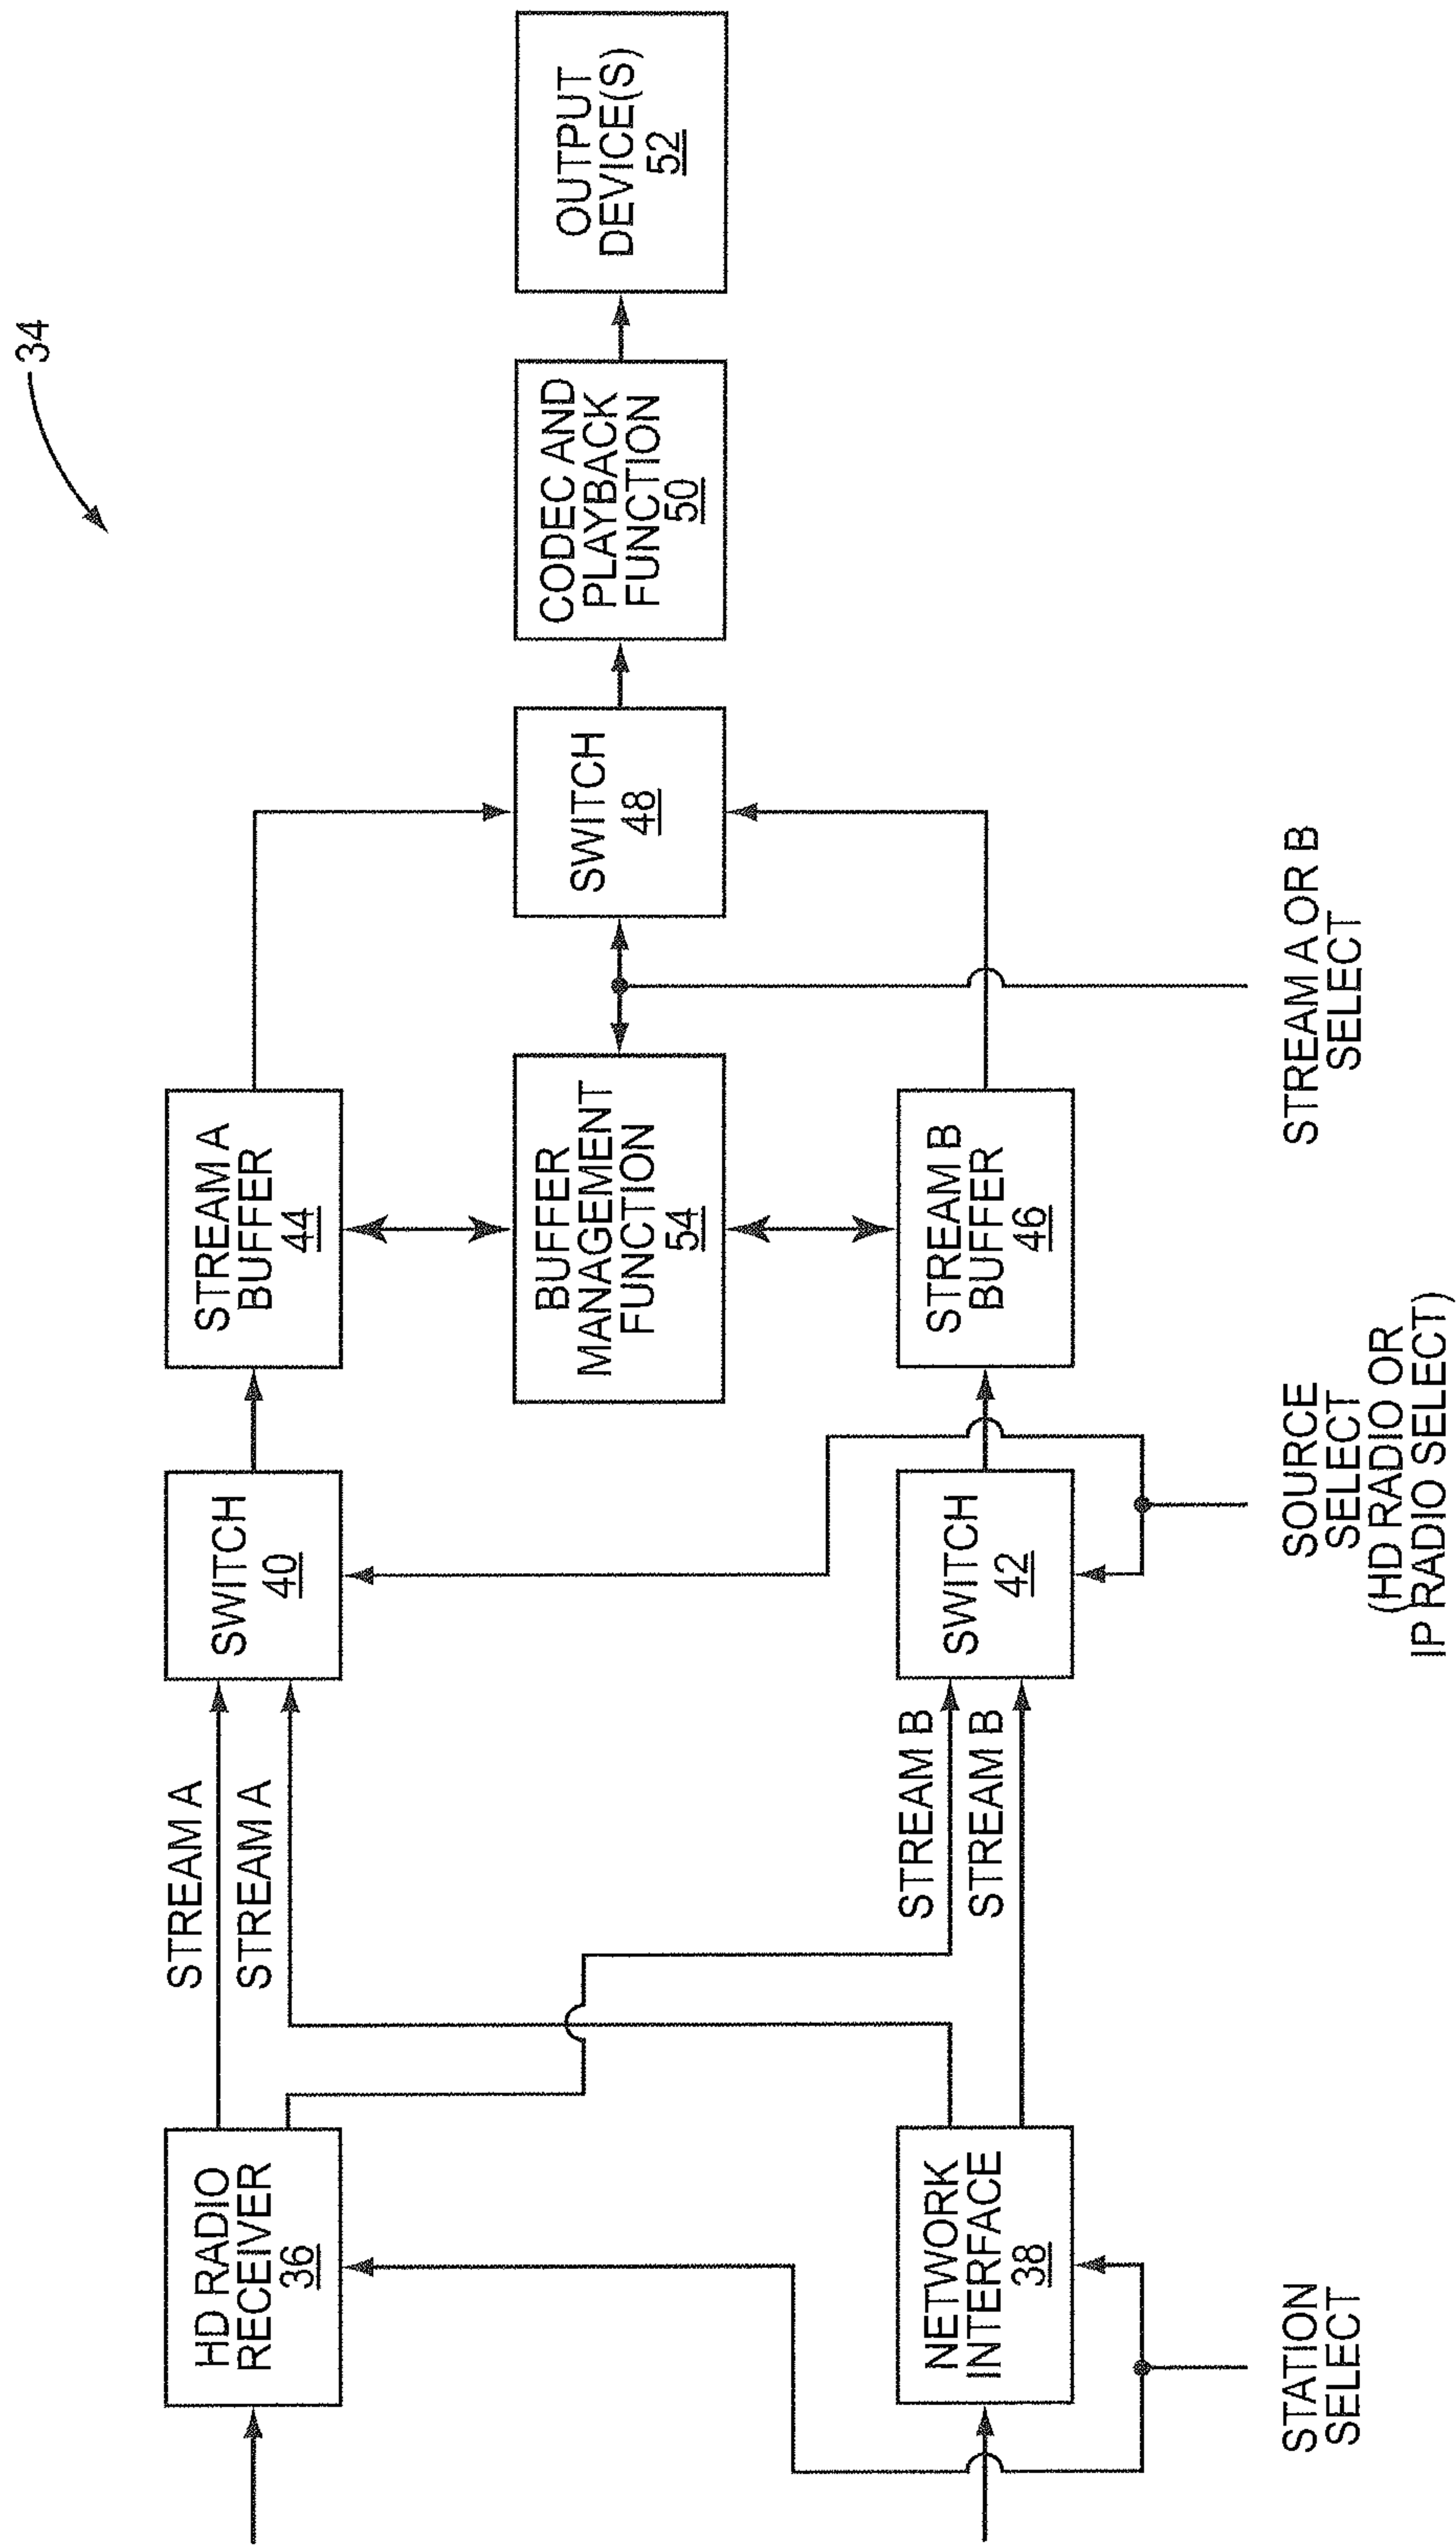 34
HD RADIO
RECEIVER
36
STREAM A
STREAM A
SWITCH
40
STREAM A
BUFFER
44
BUFFER
MANAGEMENT
FUNCTION
54
SWITCH
48
CODEC AND
PLAYBACK
FUNCTION
50
OUTPUT
DEVICE(S)
52
NETWORK
INTERFACE
38
STREAM B
STREAM B
SWITCH
42
STREAM B
BUFFER
46
STATION
SELECT
SOURCE
SELECT
(HD RADIO OR
IP RADIO SELECT)
STREAM A OR B
SELECT